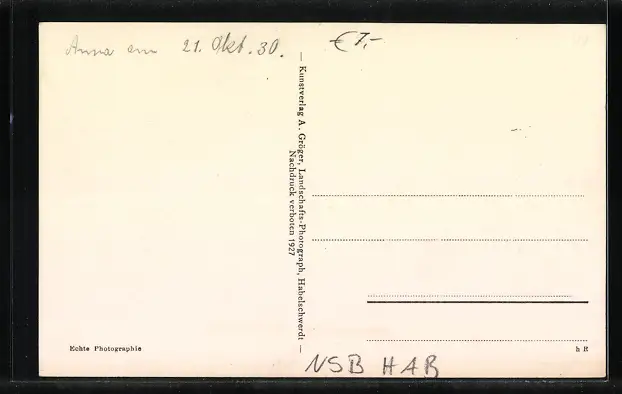 Anna am 21. Okt. 30.
€ 7,-
— Kunstverlag A. Gröger, Landschafts-Photograph, Habelschwerdt —
Nachdruck verboten 1927
Echte Photographie
h R
NSB HAB